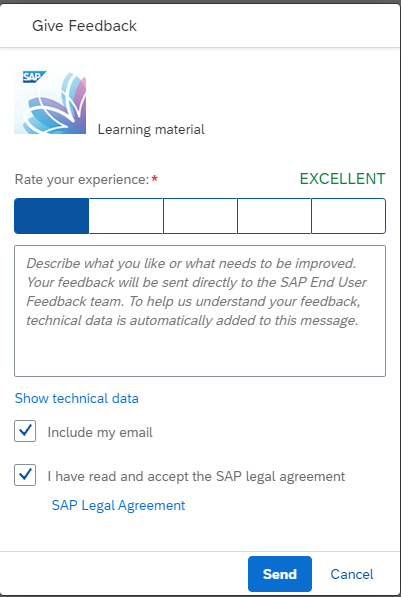 Give Feedback
SAP
Learning material
Rate your experience:*
EXCELLENT
Describe what you like or what needs to be improved.
Your feedback will be sent directly to the SAP End User
Feedback team. To help us understand your feedback,
technical data is automatically added to this message.
Show technical data
Include my email
I have read and accept the SAP legal agreement
SAP Legal Agreement
Send
Cancel